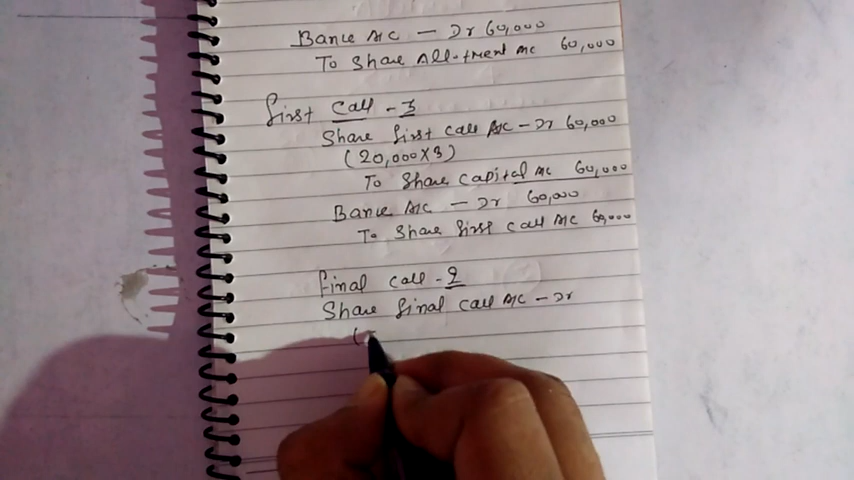 Bank A/c — Dr 60,000
To Share Allotment A/c 60,000
First Call - 3
Share first call A/c - Dr 60,000
(20,000×3)
To Share capital A/c 60,000
Bank A/c — Dr 60,000
To Share first call A/c 60,000
Final call - 2
Share final call A/c - Dr
(